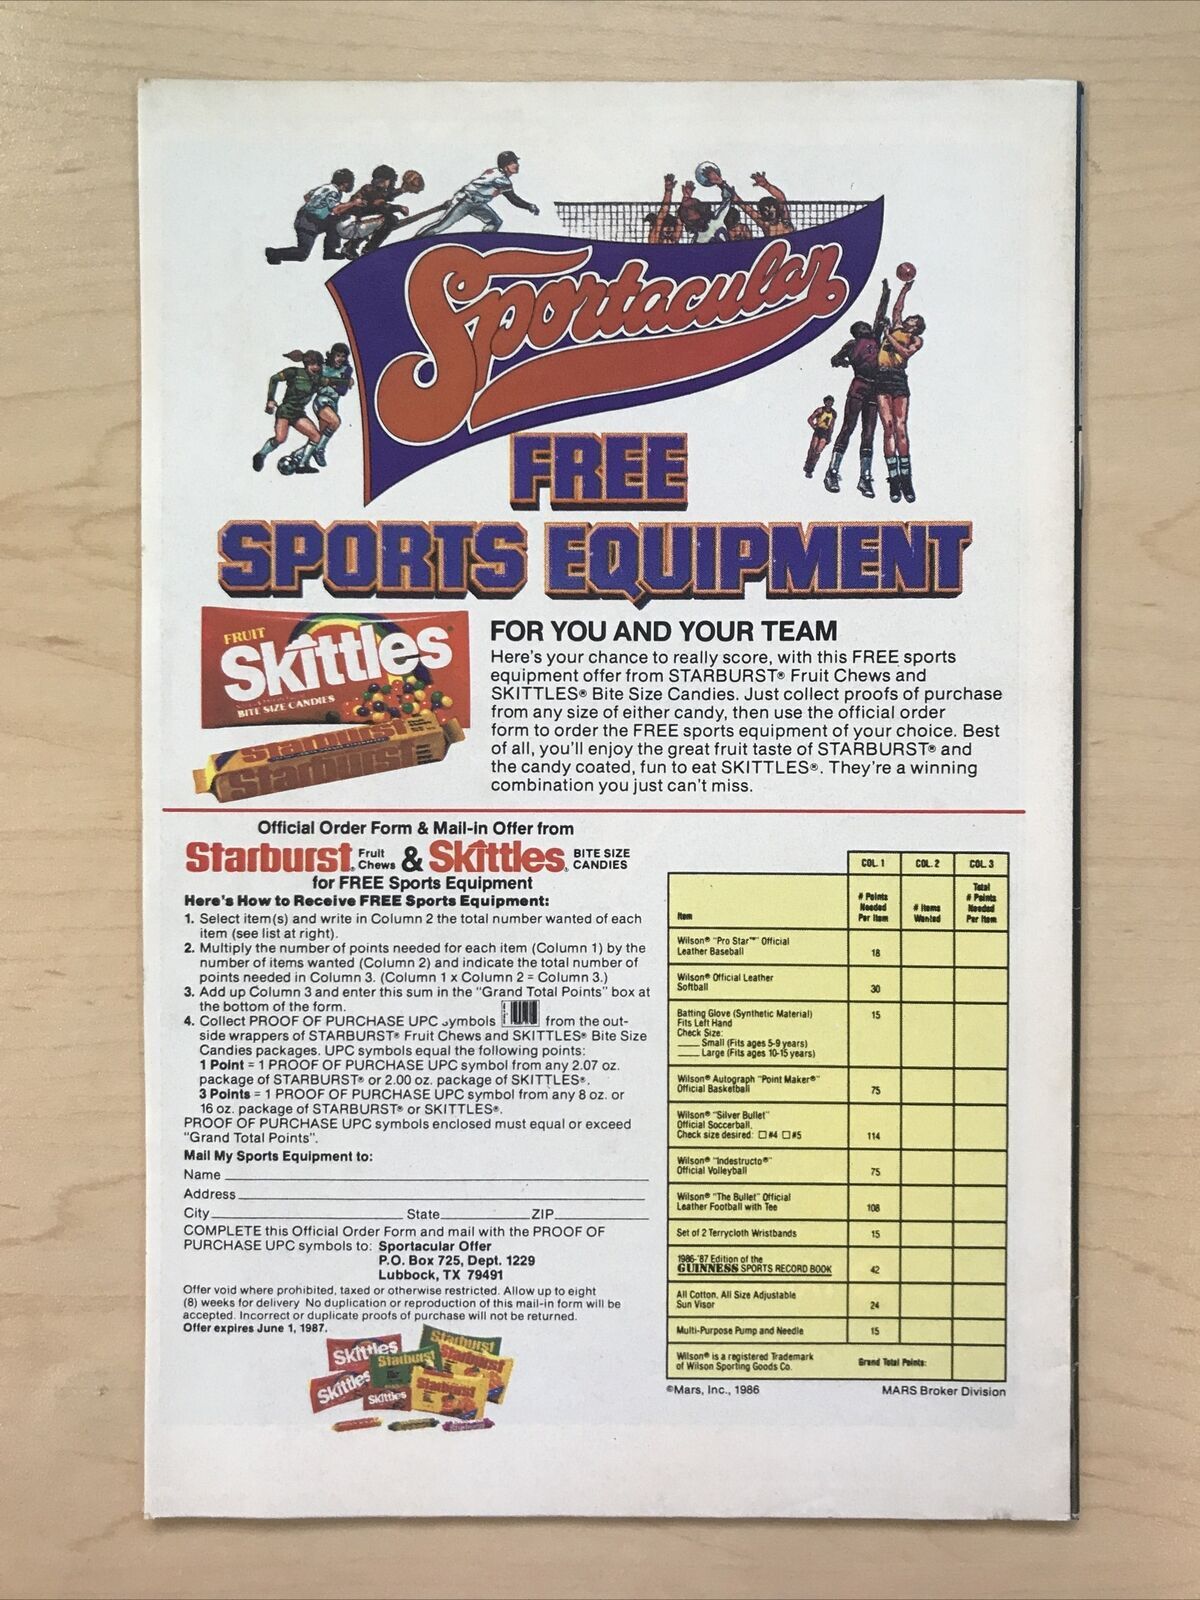 Sportacular
FREE
SPORTS EQUIPMENT
FRUIT
Skittles
BITE SIZE CANDIES
Starburst
Starburst
FOR YOU AND YOUR TEAM
Here's your chance to really score, with this FREE sports
equipment offer from STARBURST® Fruit Chews and
SKITTLES® Bite Size Candies. Just collect proofs of purchase
from any size of either candy, then use the official order
form to order the FREE sports equipment of your choice. Best
of all, you'll enjoy the great fruit taste of STARBURST® and
the candy coated, fun to eat SKITTLES®. They're a winning
combination you just can't miss.
Official Order Form & Mail-in Offer from
Starburst® Fruit Chews & Skittles® BITE SIZE CANDIES
for FREE Sports Equipment
Here's How to Receive FREE Sports Equipment:
1. Select item(s) and write in Column 2 the total number wanted of each
item (see list at right).
2. Multiply the number of points needed for each item (Column 1) by the
number of items wanted (Column 2) and indicate the total number of
points needed in Column 3. (Column 1 x Column 2 = Column 3.)
3. Add up Column 3 and enter this sum in the "Grand Total Points" box at
the bottom of the form.
4. Collect PROOF OF PURCHASE UPC symbols from the out-
side wrappers of STARBURST® Fruit Chews and SKITTLES® Bite Size
Candies packages. UPC symbols equal the following points:
1 Point = 1 PROOF OF PURCHASE UPC symbol from any 2.07 oz.
package of STARBURST® or 2.00 oz. package of SKITTLES®.
3 Points = 1 PROOF OF PURCHASE UPC symbol from any 8 oz. or
16 oz. package of STARBURST® or SKITTLES®.
PROOF OF PURCHASE UPC symbols enclosed must equal or exceed
"Grand Total Points".
Mail My Sports Equipment to:
Name
Address
City State ZIP
COMPLETE this Official Order Form and mail with the PROOF OF
PURCHASE UPC symbols to: Sportacular Offer
P.O. Box 725, Dept. 1229
Lubbock, TX 79491
Offer void where prohibited, taxed or otherwise restricted. Allow up to eight
(8) weeks for delivery No duplication or reproduction of this mail-in form will be
accepted. Incorrect or duplicate proofs of purchase will not be returned.
Offer expires June 1, 1987.
Skittles
Starburst
Starburst
Starburst
Skittles
Skittles
Starburst
COL. 1 COL. 2 COL. 3
Item # Points Needed Per Item # Items Wanted Total # Points Needed Per Item
Wilson® "Pro Star™" Official
Leather Baseball 18
Wilson® Official Leather
Softball 30
Batting Glove (Synthetic Material) 15
Fits Left Hand
Check Size:
___ Small (Fits ages 5-9 years)
___ Large (Fits ages 10-15 years)
Wilson® Autograph "Point Maker®"
Official Basketball 75
Wilson® "Silver Bullet"
Official Soccerball.
Check size desired: ☐ #4 ☐ #5 114
Wilson® "Indestructo®"
Official Volleyball 75
Wilson® "The Bullet" Official
Leather Football with Tee 108
Set of 2 Terrycloth Wristbands 15
1986-'87 Edition of the
GUINNESS SPORTS RECORD BOOK 42
All Cotton, All Size Adjustable
Sun Visor 24
Multi-Purpose Pump and Needle 15
Wilson® is a registered Trademark
of Wilson Sporting Goods Co. Grand Total Points:
©Mars, Inc., 1986 MARS Broker Division